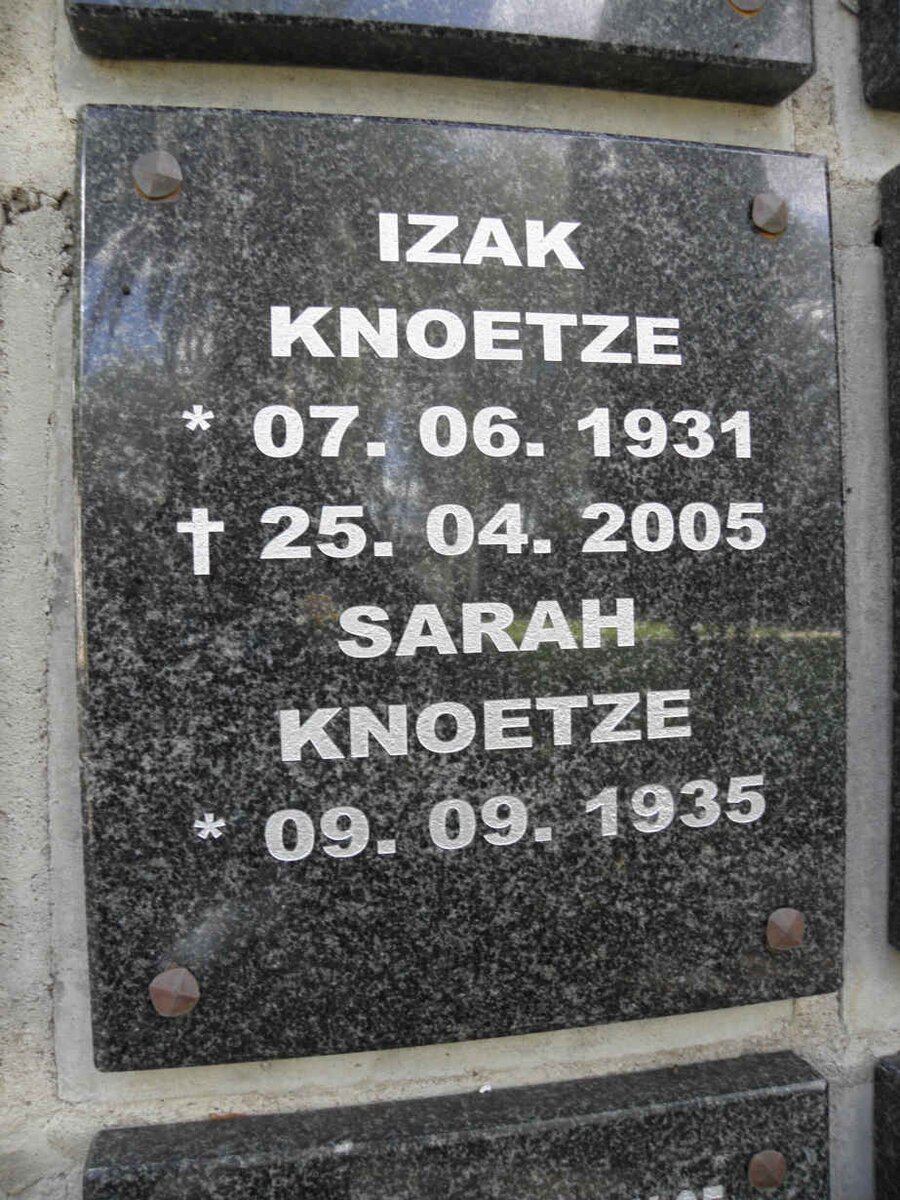 IZAK
KNOETZE
* 07. 06. 1931
† 25. 04. 2005
SARAH
KNOETZE
* 09. 09. 1935